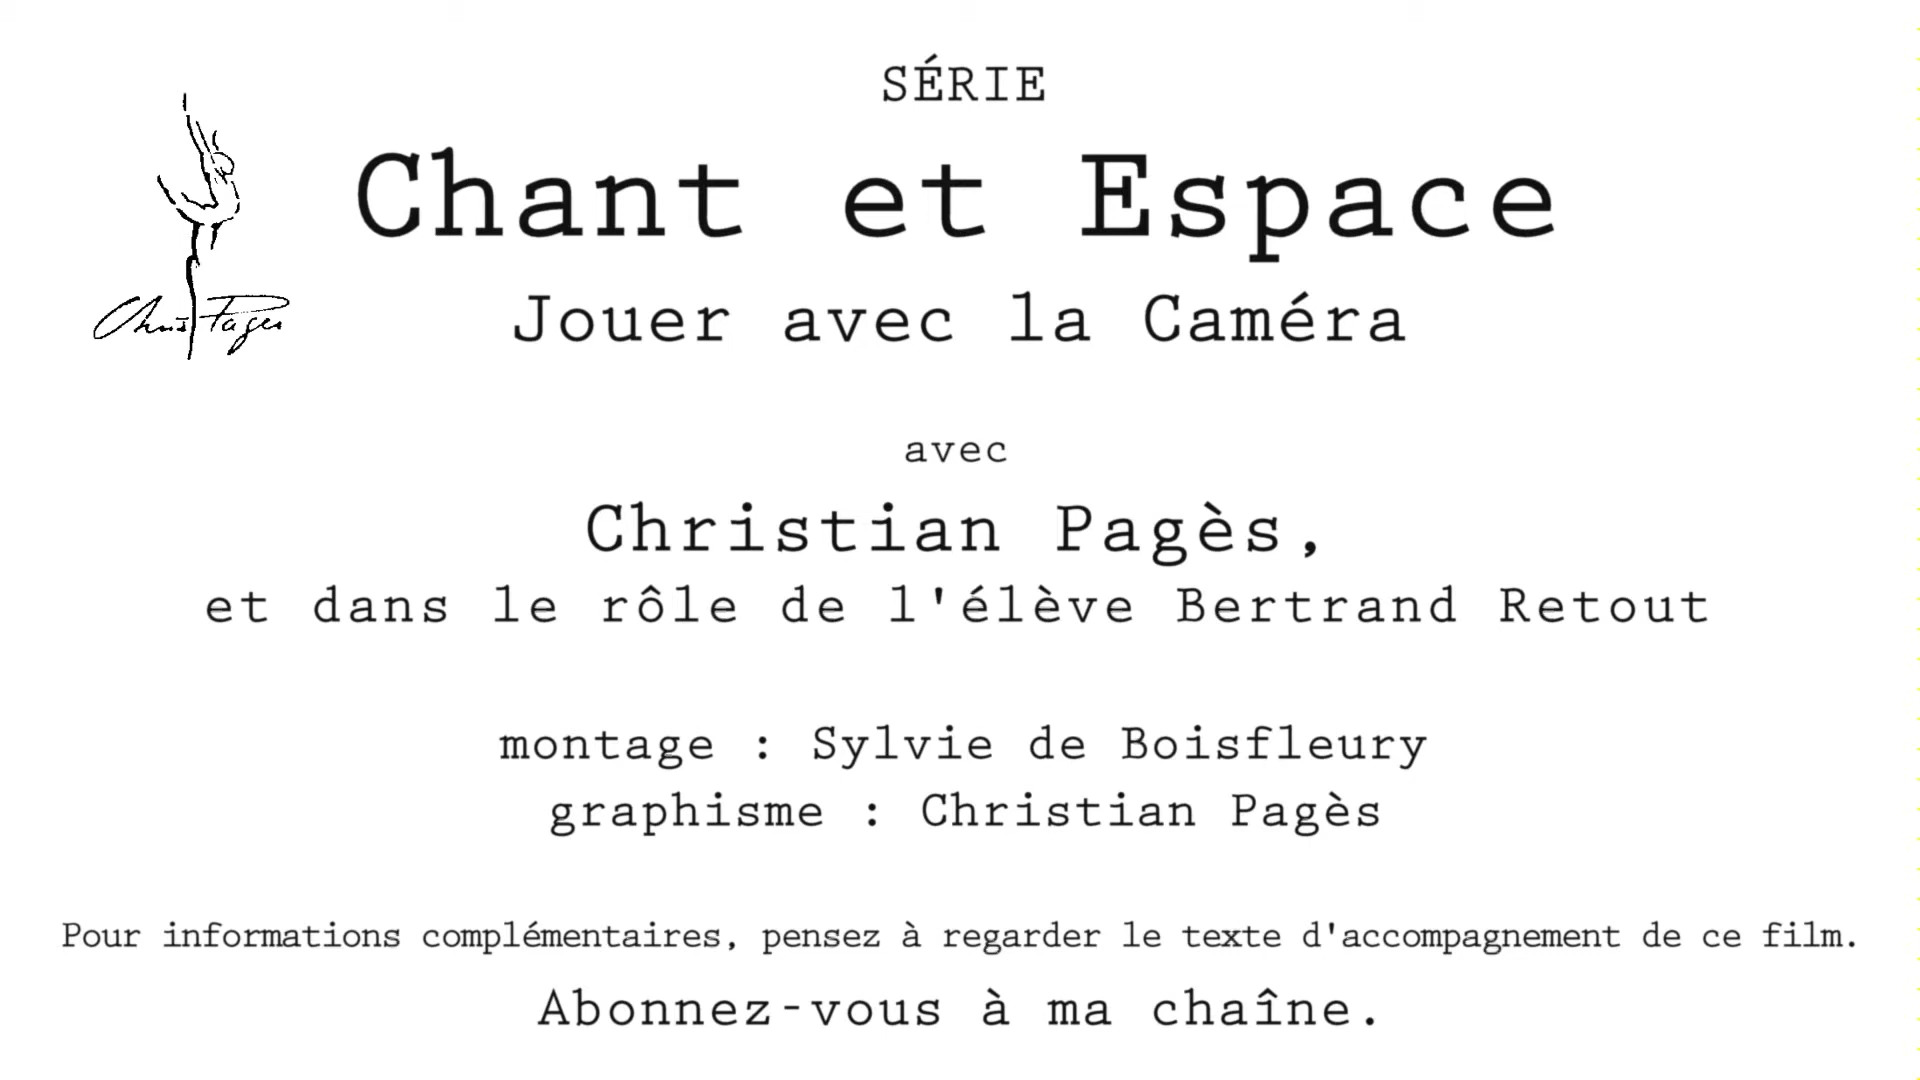 SÉRIE
Chant et Espace
Jouer avec la Caméra
Chris Pages
avec
Christian Pagès,
et dans le rôle de l'élève Bertrand Retout
montage : Sylvie de Boisfleury
graphisme : Christian Pagès
Pour informations complémentaires, pensez à regarder le texte d'accompagnement de ce film.
Abonnez-vous à ma chaîne.